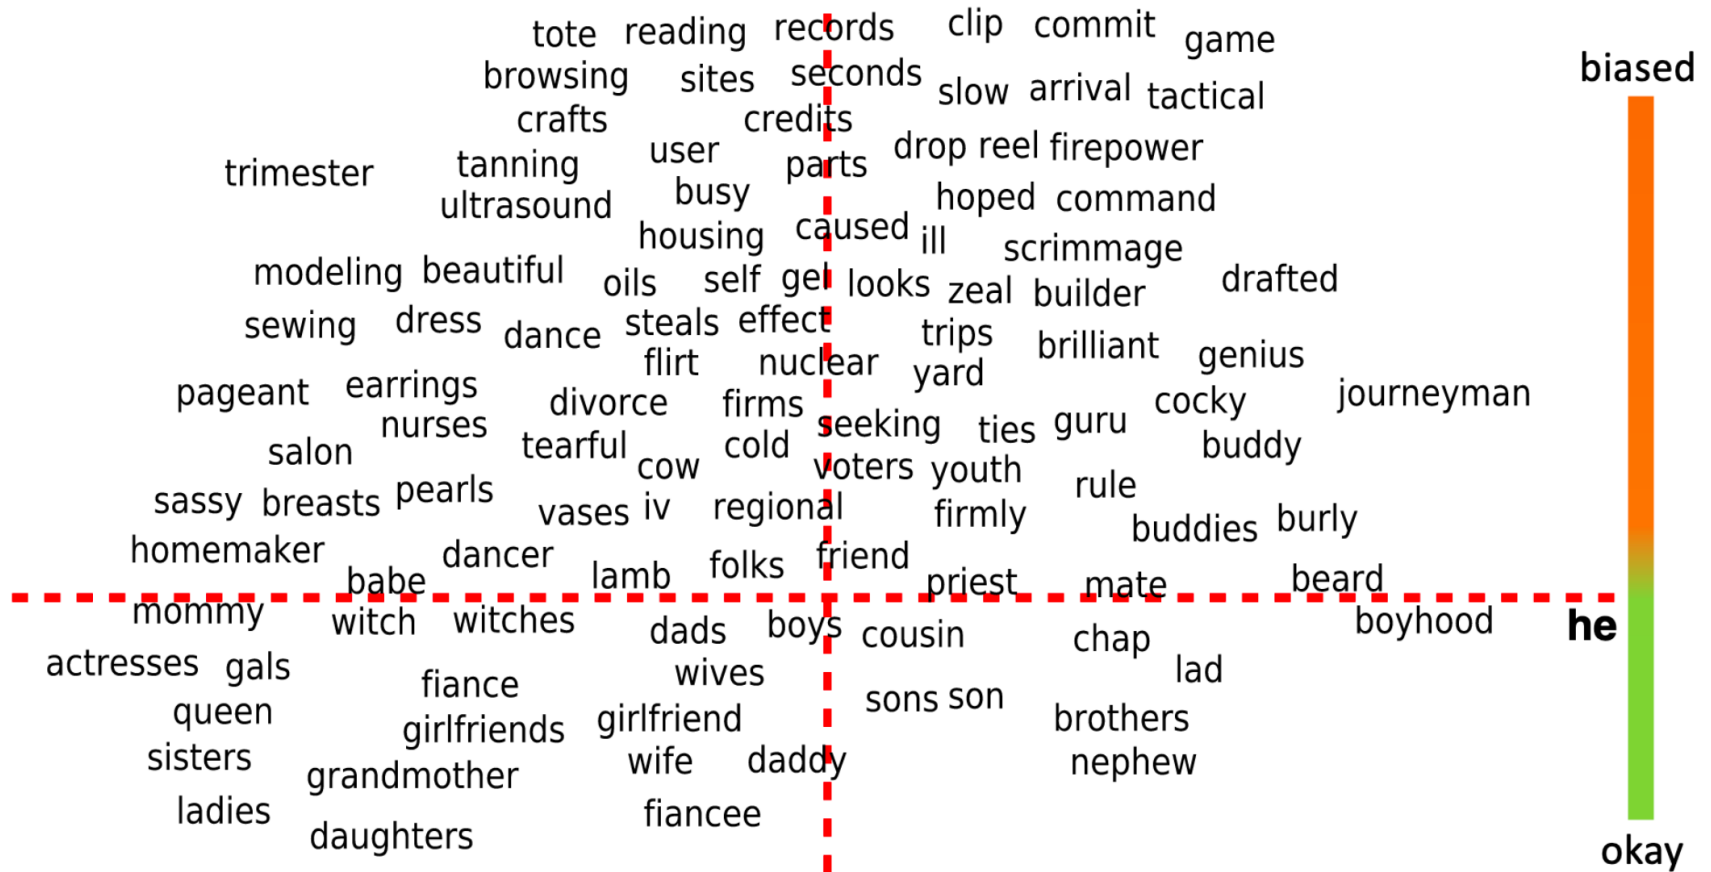 tote reading records clip commit game
biased
browsing sites seconds slow arrival tactical
crafts credits
trimester tanning user parts drop reel firepower
ultrasound busy hoped command
housing caused ill scrimmage
modeling beautiful oils self gel looks zeal builder drafted
sewing dress dance steals effect trips brilliant genius
flirt nuclear yard
pageant earrings divorce firms cocky journeyman
nurses seeking ties guru
salon tearful cold buddy
cow voters youth rule
sassy breasts pearls vases iv regional firmly buddies burly
homemaker dancer lamb folks friend
babe priest mate beard
mommy witch witches dads boys cousin chap boyhood he
actresses gals wives lad
fiance sons son
queen girlfriends girlfriend brothers
sisters grandmother wife daddy nephew
ladies fiancee
daughters okay